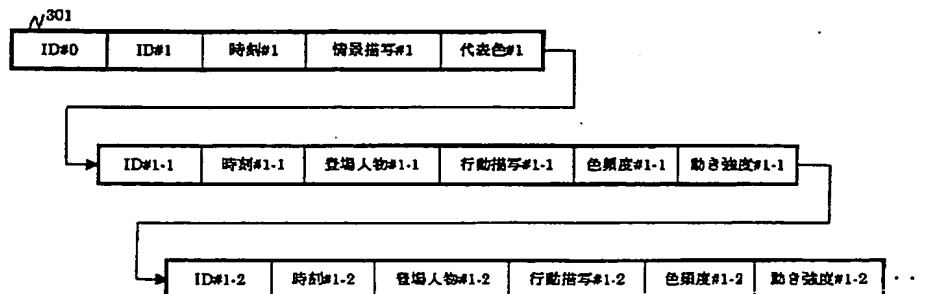 301
ID#0 ID#1 時刻#1 情景描写#1 代表色#1
ID#1-1 時刻#1-1 登場人物#1-1 行動描写#1-1 色頻度#1-1 動き強度#1-1
ID#1-2 時刻#1-2 登場人物#1-2 行動描写#1-2 色頻度#1-2 動き強度#1-2 ・・